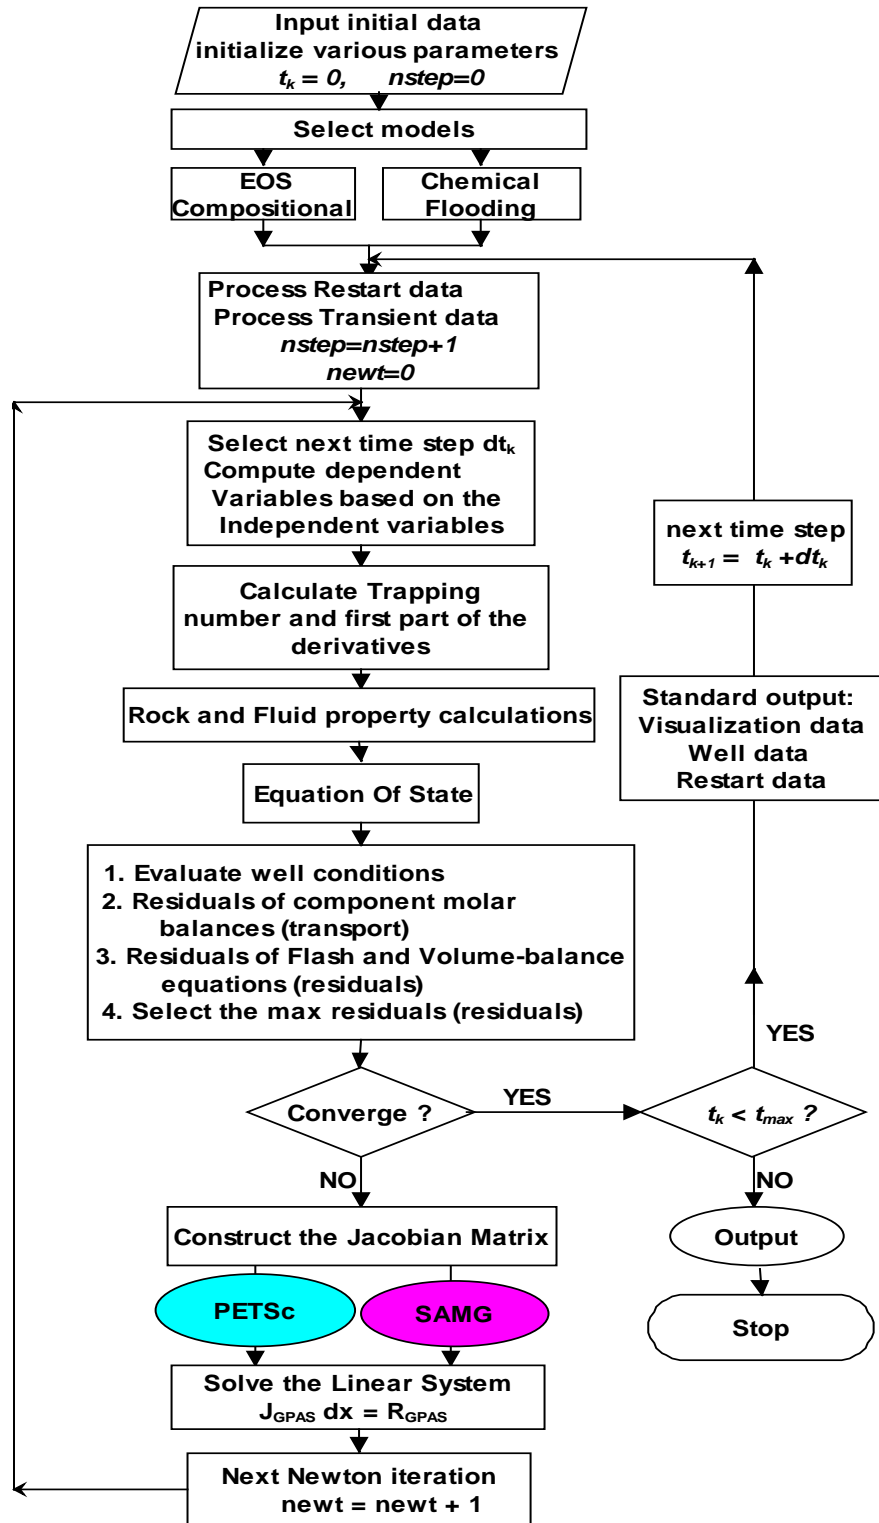 Input initial data
initialize various parameters
t_k = 0, nstep=0
Select models
EOS
Compositional
Chemical
Flooding
Process Restart data
Process Transient data
nstep=nstep+1
newt=0
Select next time step dt_k
Compute dependent
Variables based on the
Independent variables
Calculate Trapping
number and first part of the
derivatives
Rock and Fluid property calculations
Equation Of State
1. Evaluate well conditions
2. Residuals of component molar
balances (transport)
3. Residuals of Flash and Volume-balance
equations (residuals)
4. Select the max residuals (residuals)
Converge ?
YES
NO
Construct the Jacobian Matrix
PETSc
SAMG
Solve the Linear System
J_GPAS dx = R_GPAS
Next Newton iteration
newt = newt + 1
next time step
t_k+1 = t_k +dt_k
Standard output:
Visualization data
Well data
Restart data
YES
t_k < t_max ?
NO
Output
Stop